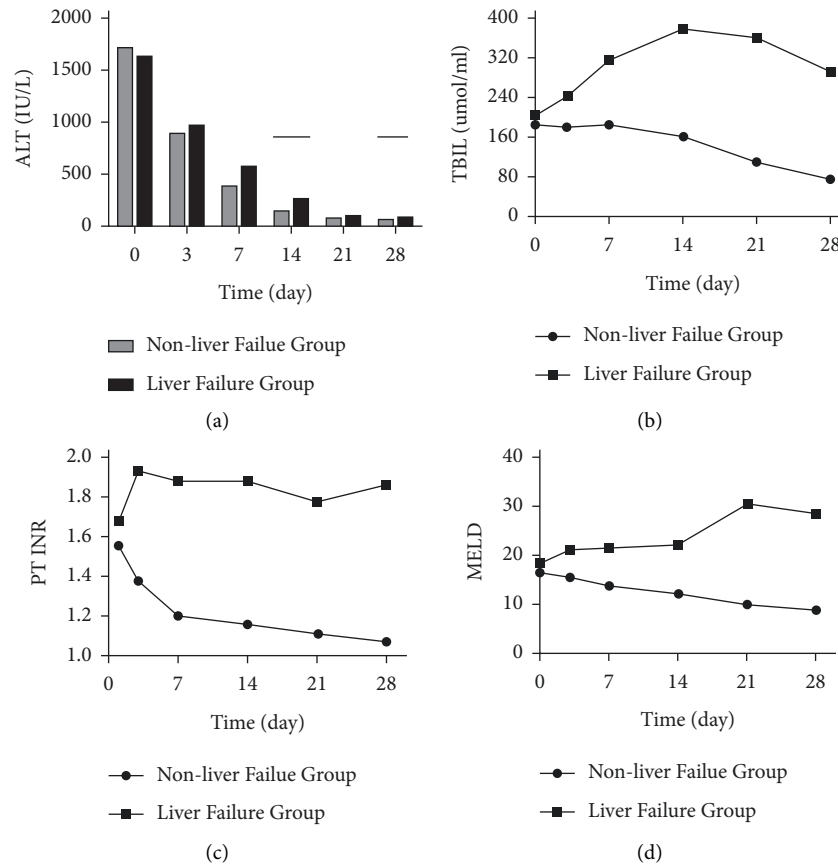 2000
1500
1000
500
0
ALT (IU/L)
0 3 7 14 21 28
Time (day)
Non-liver Failue Group
Liver Failure Group
(a)
400
320
240
160
80
0
TBIL (umol/ml)
0 7 14 21 28
Time (day)
Non-liver Failue Group
Liver Failure Group
(b)
2.0
1.8
1.6
1.4
1.2
1.0
PT INR
0 7 14 21 28
Time (day)
Non-liver Failue Group
Liver Failure Group
(c)
40
30
20
10
0
MELD
0 7 14 21 28
Time (day)
Non-liver Failue Group
Liver Failure Group
(d)